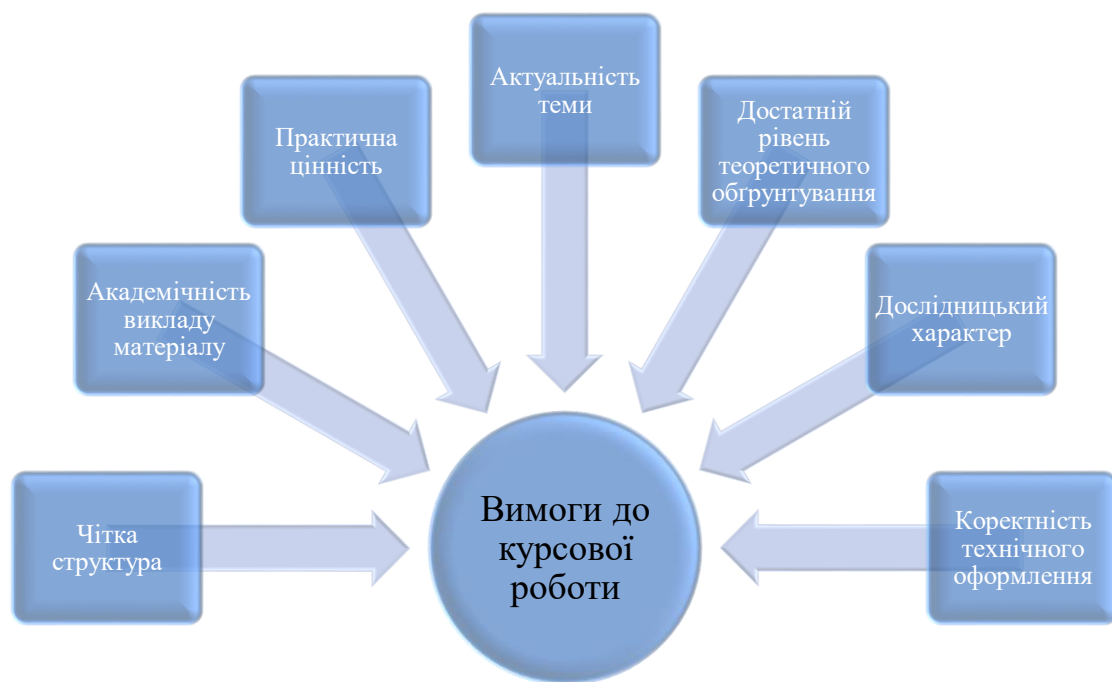 Актуальність
теми
Практична
цінність
Достатній
рівень
теоретичного
обґрунтування
Академічність
викладу
матеріалу
Дослідницький
характер
Чітка
структура
Вимоги до
курсової
роботи
Коректність
технічного
оформлення